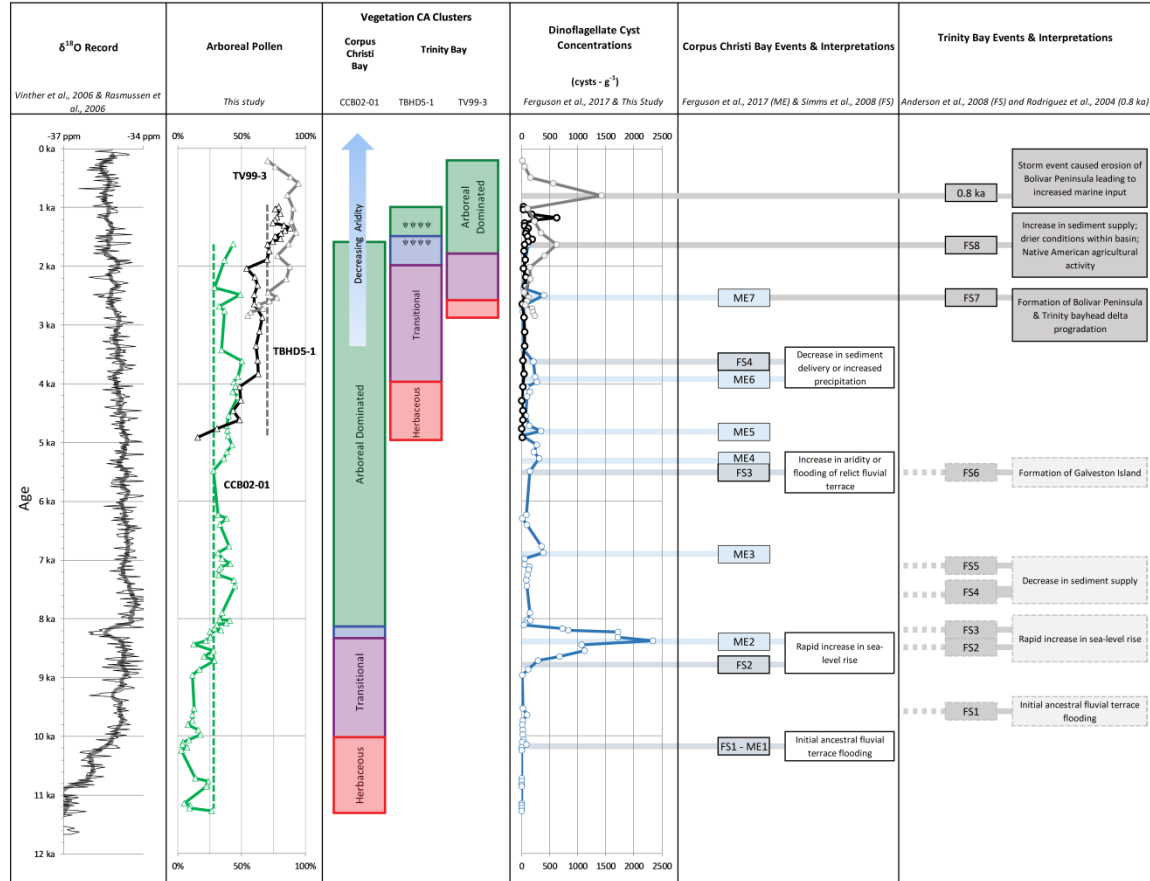 δ18O Record
Vinther et al., 2006 & Rasmussen
et al., 2006
Arboreal Pollen
This study
Vegetation CA Clusters
Corpus
Christi
Bay
Trinity Bay
CCB02-01
TBHD5-1
TV99-3
Dinoflagellate Cyst
Concentrations
(cysts - g-1)
Ferguson et al., 2017 & This Study
Corpus Christi Bay Events & Interpretations
Ferguson et al., 2017 (ME) & Simms et al., 2008 (FS)
Trinity Bay Events & Interpretations
Anderson et al., 2008 (FS) and Rodriguez et al., 2004 (0.8 ka)
-37 ppm
-34 ppm
0%
50%
100%
0 500 1000 1500 2000 2500
Age
0 ka
1 ka
2 ka
3 ka
4 ka
5 ka
6 ka
7 ka
8 ka
9 ka
10 ka
11 ka
12 ka
TV99-3
TBHD5-1
CCB02-01
Decreasing Aridity
Arboreal Dominated
Transitional
Herbaceous
Transitional
Herbaceous
Arboreal
Dominated
ME7
FS4
ME6
Decrease in sediment
delivery or increased
precipitation
ME5
ME4
FS3
Increase in aridity or
flooding of relict fluvial
terrace
ME3
ME2
FS2
Rapid increase in sea-
level rise
FS1 - ME1
Initial ancestral fluvial
terrace flooding
0.8 ka
Storm event caused erosion of
Bolivar Peninsula leading to
increased marine input
FS8
Increase in sediment supply;
drier conditions within basin;
Native American agricultural
activity
FS7
Formation of Bolivar Peninsula
& Trinity bayhead delta
progradation
FS6
Formation of Galveston Island
FS5
FS4
Decrease in sediment supply
FS3
FS2
Rapid increase in sea-level rise
FS1
Initial ancestral fluvial terrace
flooding
0%
50%
100%
0 500 1000 1500 2000 2500